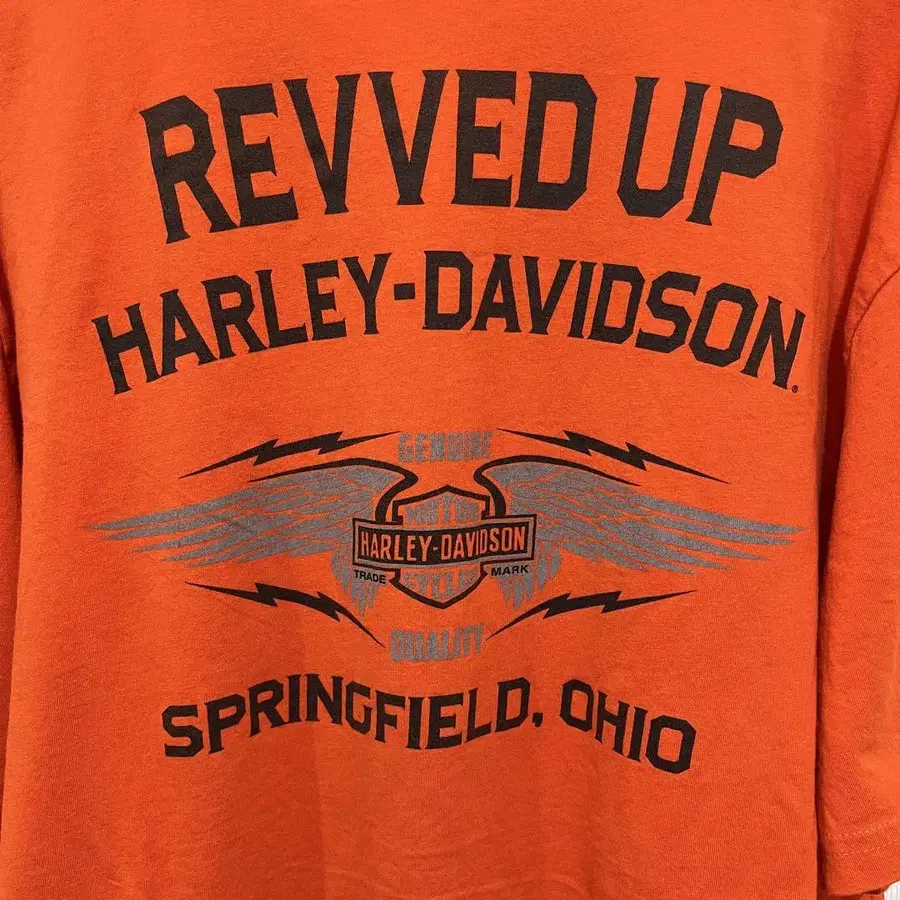 REVVED UP
HARLEY-DAVIDSON
GENUINE
MOTOR
HARLEY-DAVIDSON
TRADE MARK
CYCLES
QUALITY
SPRINGFIELD, OHIO